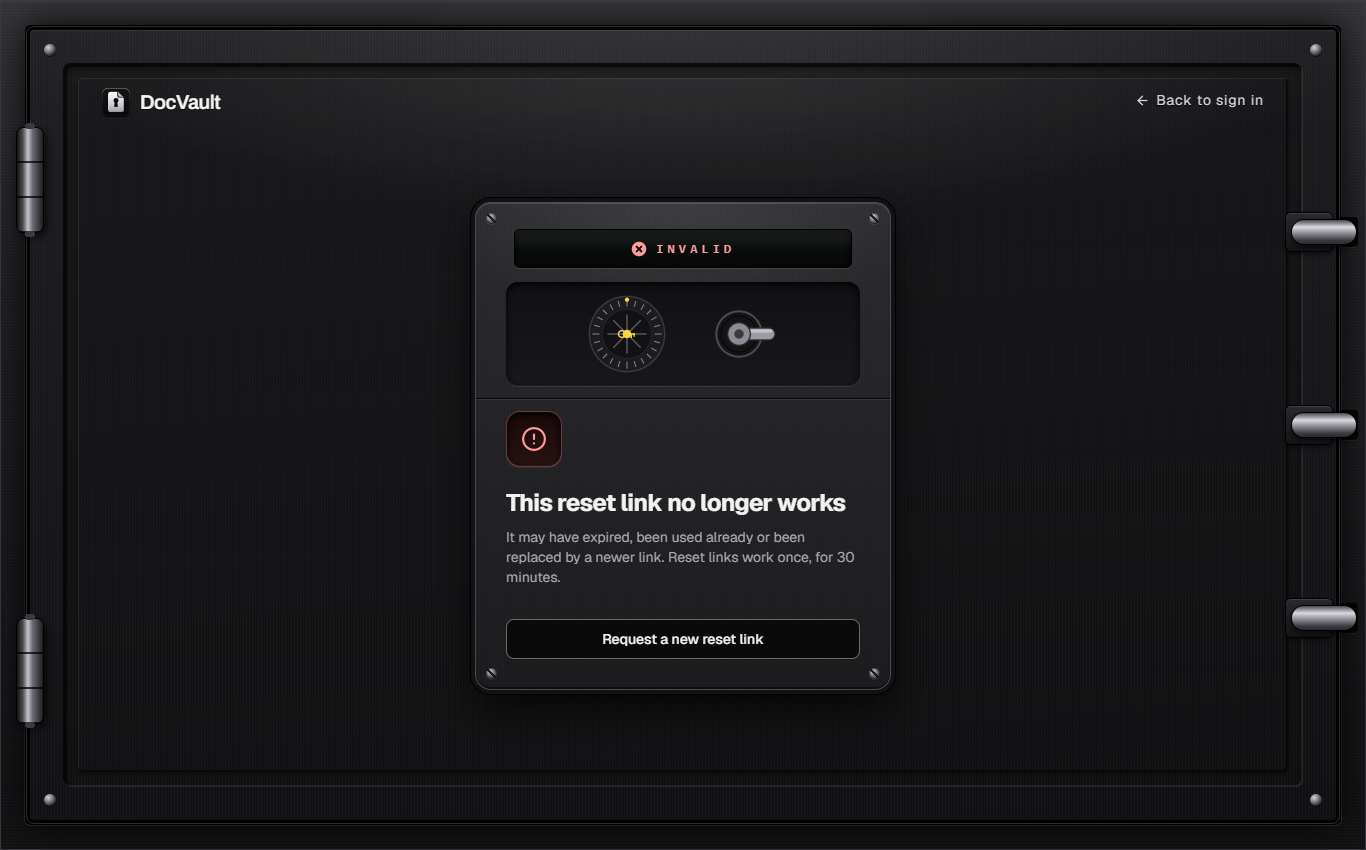 DocVault
Back to sign in
INVALID
This reset link no longer works
It may have expired, been used already or been
replaced by a newer link. Reset links work once, for 30
minutes.
Request a new reset link